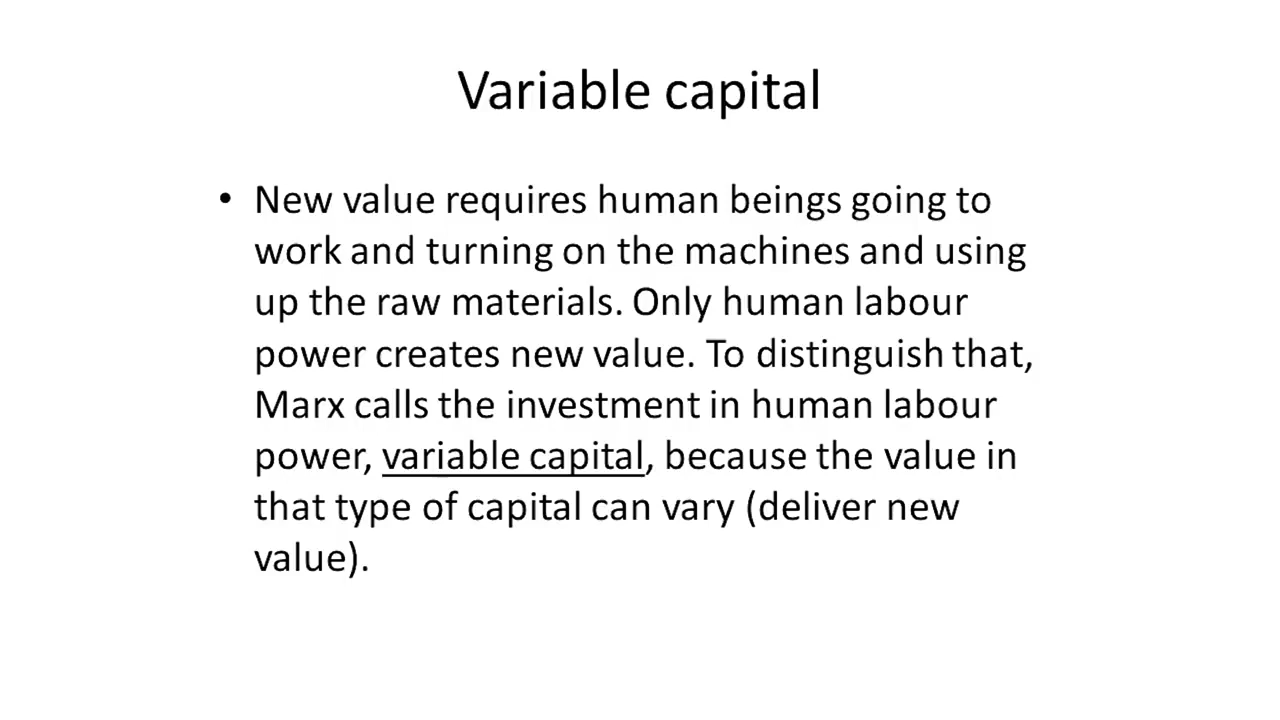 Variable capital
• New value requires human beings going to
work and turning on the machines and using
up the raw materials. Only human labour
power creates new value. To distinguish that,
Marx calls the investment in human labour
power, variable capital, because the value in
that type of capital can vary (deliver new
value).